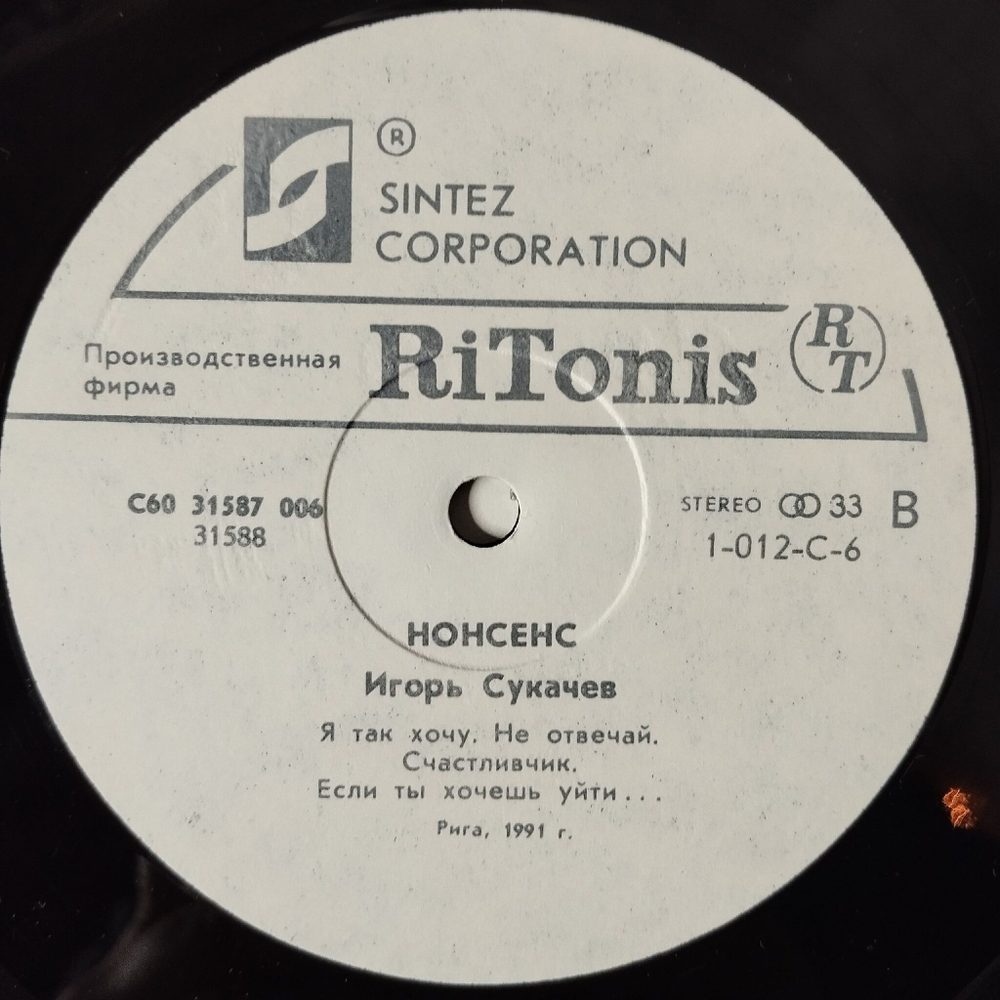 ®
SINTEZ
CORPORATION
Производственная
фирма
RiTonis
RT
С60 31587 006
31588
STEREO 33 B
1-012-C-6
НОНСЕНС
Игорь Сукачев
Я так хочу. Не отвечай.
Счастливчик.
Если ты хочешь уйти...
Рига, 1991 г.